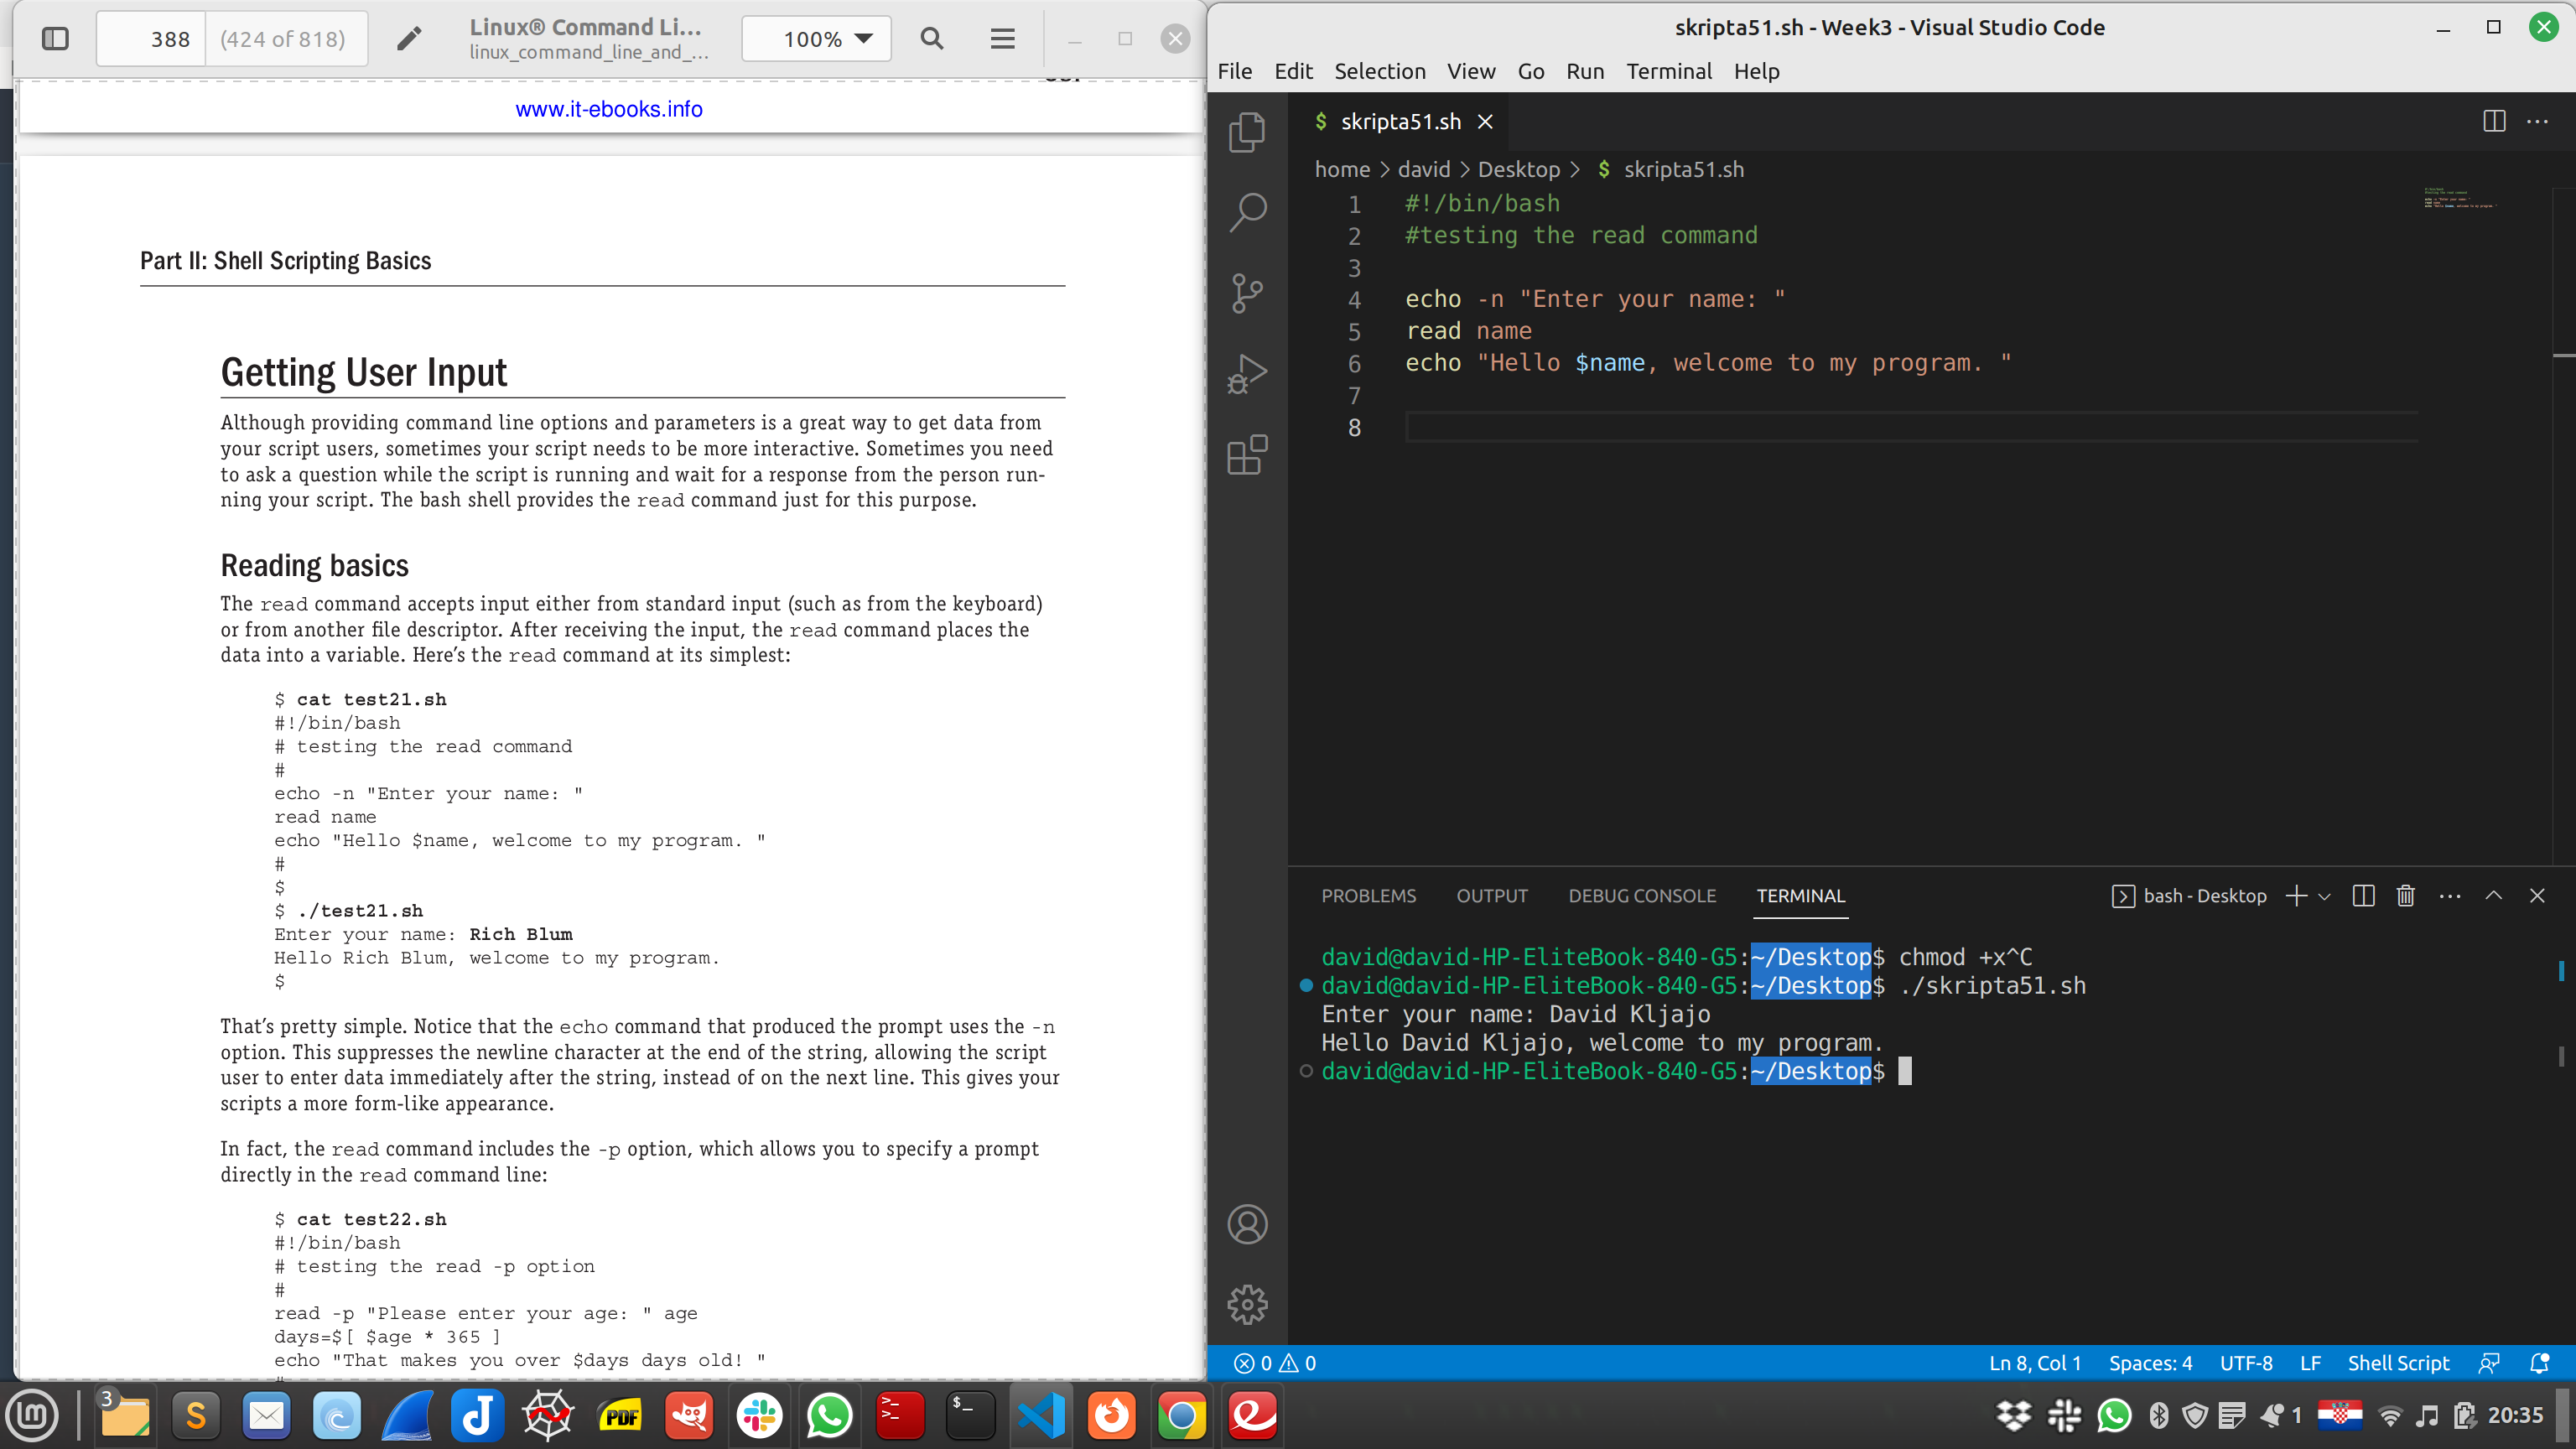 388 (424 of 818)
Linux® Command Li...
linux_command_line_and_...
100%
www.it-ebooks.info
Part II: Shell Scripting Basics
Getting User Input
Although providing command line options and parameters is a great way to get data from
your script users, sometimes your script needs to be more interactive. Sometimes you need
to ask a question while the script is running and wait for a response from the person run-
ning your script. The bash shell provides the read command just for this purpose.
Reading basics
The read command accepts input either from standard input (such as from the keyboard)
or from another file descriptor. After receiving the input, the read command places the
data into a variable. Here's the read command at its simplest:
$ cat test21.sh
#!/bin/bash
# testing the read command
#
echo -n "Enter your name: "
read name
echo "Hello $name, welcome to my program. "
#
$
$ ./test21.sh
Enter your name: Rich Blum
Hello Rich Blum, welcome to my program.
$
That's pretty simple. Notice that the echo command that produced the prompt uses the -n
option. This suppresses the newline character at the end of the string, allowing the script
user to enter data immediately after the string, instead of on the next line. This gives your
scripts a more form-like appearance.
In fact, the read command includes the -p option, which allows you to specify a prompt
directly in the read command line:
$ cat test22.sh
#!/bin/bash
# testing the read -p option
#
read -p "Please enter your age: " age
days=$[ $age * 365 ]
echo "That makes you over $days days old! "
skripta51.sh - Week3 - Visual Studio Code
File Edit Selection View Go Run Terminal Help
$ skripta51.sh
home > david > Desktop > $ skripta51.sh
1 #!/bin/bash
2 #testing the read command
3
4 echo -n "Enter your name: "
5 read name
6 echo "Hello $name, welcome to my program. "
7
8
PROBLEMS OUTPUT DEBUG CONSOLE TERMINAL bash - Desktop
david@david-HP-EliteBook-840-G5:~/Desktop$ chmod +x^C
david@david-HP-EliteBook-840-G5:~/Desktop$ ./skripta51.sh
Enter your name: David Kljajo
Hello David Kljajo, welcome to my program.
david@david-HP-EliteBook-840-G5:~/Desktop$
0 0 Ln 8, Col 1 Spaces: 4 UTF-8 LF Shell Script
3 S PDF $_ 1 20:35